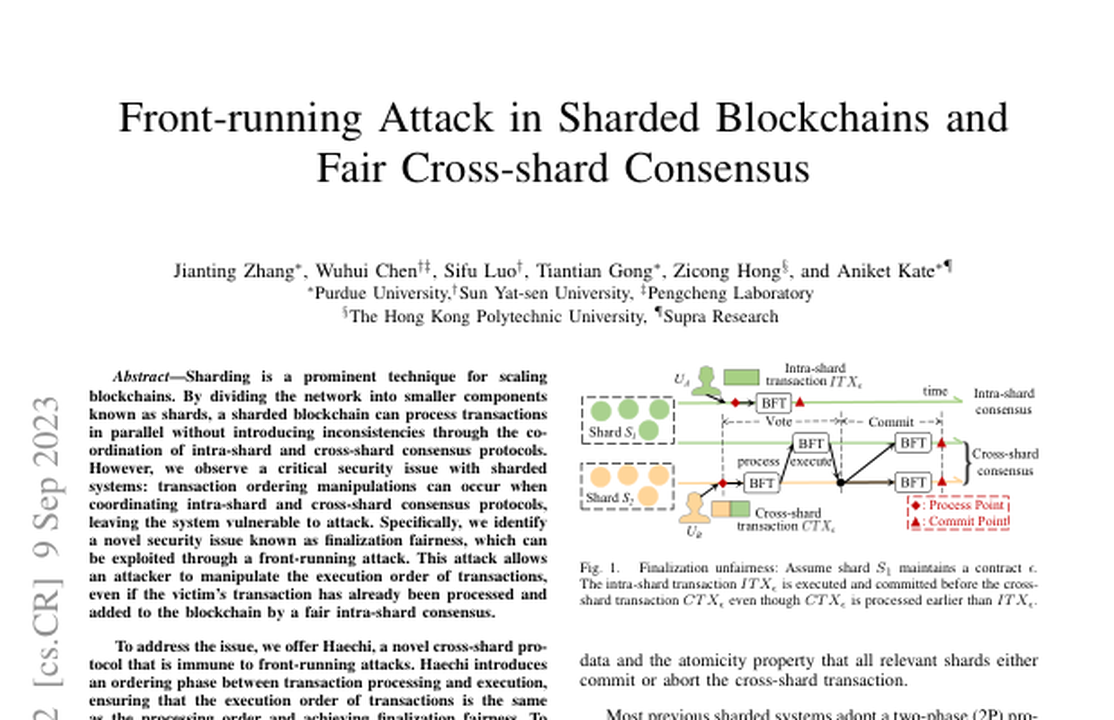 Front-running Attack in Sharded Blockchains and
Fair Cross-shard Consensus
Jianting Zhang*, Wuhui Chen†‡, Sifu Luo†, Tiantian Gong*, Zicong Hong§, and Aniket Kate*¶
*Purdue University,†Sun Yat-sen University, ‡Pengcheng Laboratory
§The Hong Kong Polytechnic University, ¶Supra Research
2 [cs.CR] 9 Sep 2023
Abstract—Sharding is a prominent technique for scaling
blockchains. By dividing the network into smaller components
known as shards, a sharded blockchain can process transactions
in parallel without introducing inconsistencies through the co-
ordination of intra-shard and cross-shard consensus protocols.
However, we observe a critical security issue with sharded
systems: transaction ordering manipulations can occur when
coordinating intra-shard and cross-shard consensus protocols,
leaving the system vulnerable to attack. Specifically, we identify
a novel security issue known as finalization fairness, which can
be exploited through a front-running attack. This attack allows
an attacker to manipulate the execution order of transactions,
even if the victim's transaction has already been processed and
added to the blockchain by a fair intra-shard consensus.
To address the issue, we offer Haechi, a novel cross-shard pro-
tocol that is immune to front-running attacks. Haechi introduces
an ordering phase between transaction processing and execution,
ensuring that the execution order of transactions is the same
as the processing order and achieving finalization fairness. To
U_A
Intra-shard
transaction ITX_ϵ
time
Intra-shard
consensus
BFT
Shard S₁
Vote
Commit
BFT
BFT
process
execute
Cross-shard
consensus
Shard S₂
BFT
BFT
U_B
Cross-shard
transaction CTX_ϵ
: Process Point
: Commit Point
Fig. 1. Finalization unfairness: Assume shard S₁ maintains a contract ϵ.
The intra-shard transaction ITX_ϵ is executed and committed before the cross-
shard transaction CTX_ϵ even though CTX_ϵ is processed earlier than ITX_ϵ.
data and the atomicity property that all relevant shards either
commit or abort the cross-shard transaction.
Most previous sharded systems adopt a two-phase (2P) pro-